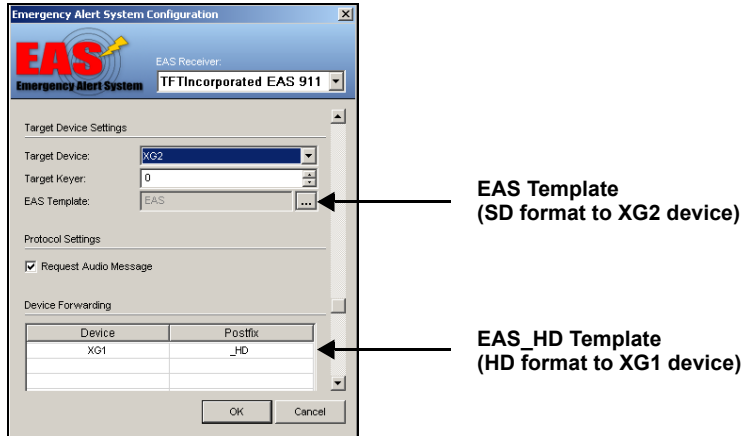 Emergency Alert System Configuration
EAS
Emergency Alert System
EAS Receiver:
TFTIncorporated EAS 911
Target Device Settings
Target Device: XG2
Target Keyer: 0
EAS Template: EAS ...
EAS Template
(SD format to XG2 device)
Protocol Settings
Request Audio Message
Device Forwarding
Device Postfix
XG1 _HD
EAS_HD Template
(HD format to XG1 device)
OK Cancel